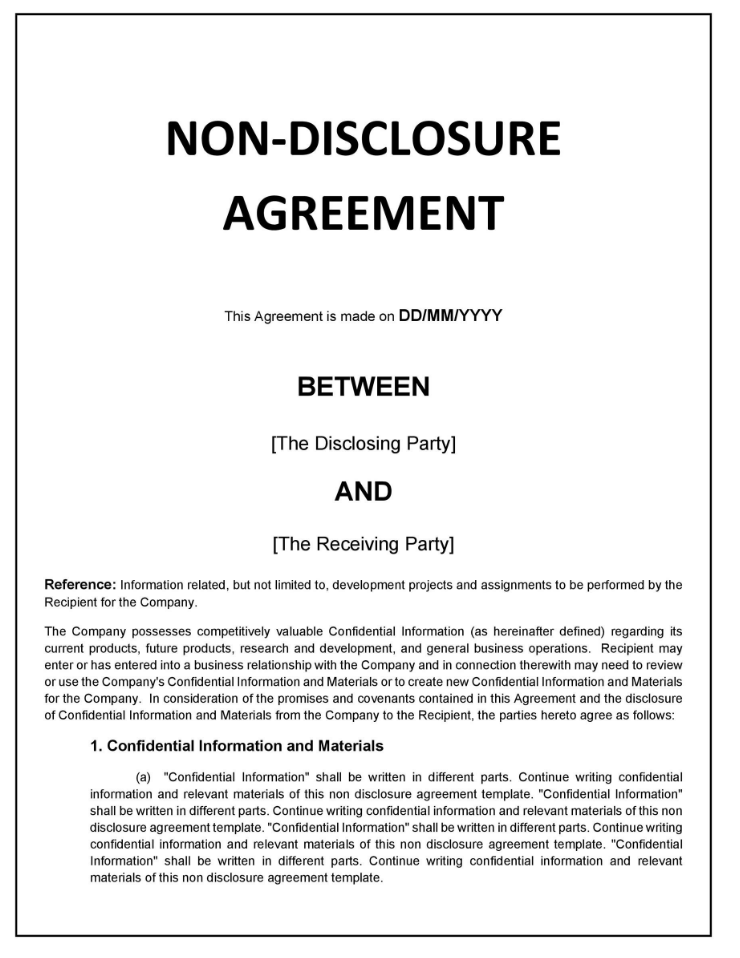 NON-DISCLOSURE
AGREEMENT
This Agreement is made on DD/MM/YYYY
BETWEEN
[The Disclosing Party]
AND
[The Receiving Party]
Reference: Information related, but not limited to, development projects and assignments to be performed by the
Recipient for the Company.
The Company possesses competitively valuable Confidential Information (as hereinafter defined) regarding its
current products, future products, research and development, and general business operations. Recipient may
enter or has entered into a business relationship with the Company and in connection therewith may need to review
or use the Company's Confidential Information and Materials or to create new Confidential Information and Materials
for the Company. In consideration of the promises and covenants contained in this Agreement and the disclosure
of Confidential Information and Materials from the Company to the Recipient, the parties hereto agree as follows:
1. Confidential Information and Materials
(a) "Confidential Information" shall be written in different parts. Continue writing confidential
information and relevant materials of this non disclosure agreement template. "Confidential Information"
shall be written in different parts. Continue writing confidential information and relevant materials of this non
disclosure agreement template. "Confidential Information" shall be written in different parts. Continue writing
confidential information and relevant materials of this non disclosure agreement template. "Confidential
Information" shall be written in different parts. Continue writing confidential information and relevant
materials of this non disclosure agreement template.